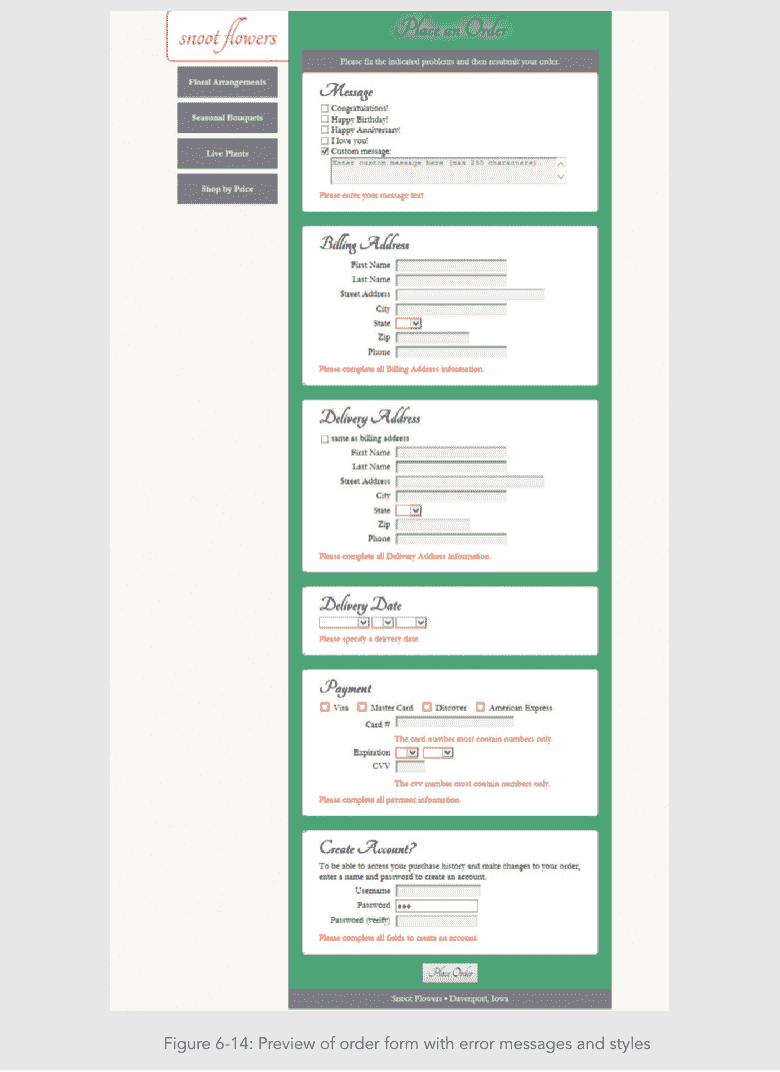 snoot flowers
Floral Arrangements
Seasonal Bouquets
Live Plants
Shop by Price
Place an Order
Please fix the indicated problems and then resubmit your order.
Message
Congratulations!
Happy Birthday!
Happy Anniversary!
I love you!
Custom message:
Enter custom message here (max 250 characters)
Please enter your message text.
Billing Address
First Name
Last Name
Street Address
City
State
Zip
Phone
Please complete all Billing Address information.
Delivery Address
same as billing address
First Name
Last Name
Street Address
City
State
Zip
Phone
Please complete all Delivery Address information.
Delivery Date
Please specify a delivery date.
Payment
Visa Master Card Discover American Express
Card #
The card number must contain numbers only.
Expiration
CVV
The cvv number must contain numbers only.
Please complete all payment information.
Create Account?
To be able to access your purchase history and make changes to your order,
enter a name and password to create an account.
Username
Password
Password (verify)
Please complete all fields to create an account.
Place Order
Snoot Flowers • Davenport, Iowa
Figure 6-14: Preview of order form with error messages and styles